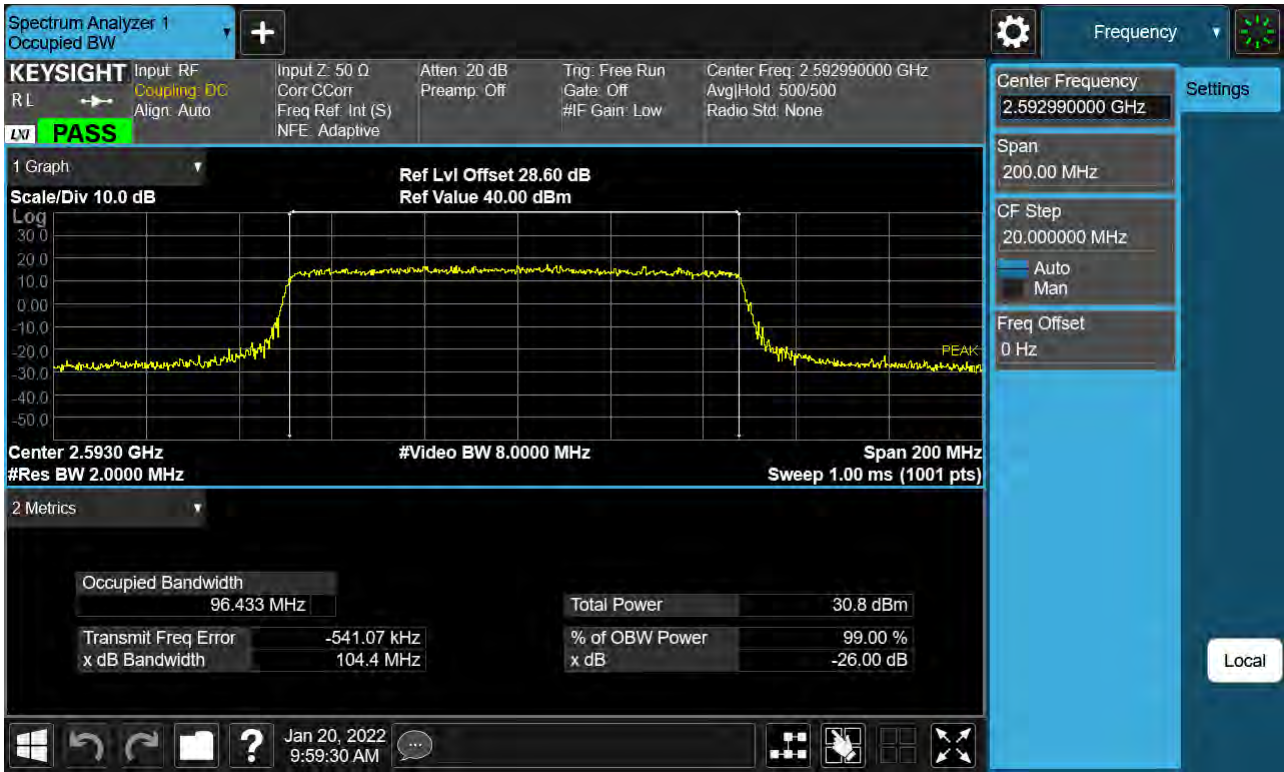 Spectrum Analyzer 1
Occupied BW
+
Frequency
KEYSIGHT
RL
LXI
PASS
Input: RF
Coupling: DC
Align: Auto
Input Z: 50 Ω
Corr CCorr
Freq Ref: Int (S)
NFE: Adaptive
Atten: 20 dB
Preamp: Off
Trig: Free Run
Gate: Off
#IF Gain: Low
Center Freq: 2.592990000 GHz
Avg|Hold: 500/500
Radio Std: None
Center Frequency
2.592990000 GHz
Settings
Span
200.00 MHz
CF Step
20.000000 MHz
Auto
Man
Freq Offset
0 Hz
Local
1 Graph
Ref Lvl Offset 28.60 dB
Scale/Div 10.0 dB
Ref Value 40.00 dBm
Log
30.0
20.0
10.0
0.00
-10.0
-20.0
-30.0
-40.0
-50.0
PEAK
Center 2.5930 GHz
#Video BW 8.0000 MHz
Span 200 MHz
#Res BW 2.0000 MHz
Sweep 1.00 ms (1001 pts)
2 Metrics
Occupied Bandwidth
96.433 MHz
Total Power 30.8 dBm
Transmit Freq Error -541.07 kHz
% of OBW Power 99.00 %
x dB Bandwidth 104.4 MHz
x dB -26.00 dB
?
Jan 20, 2022
9:59:30 AM